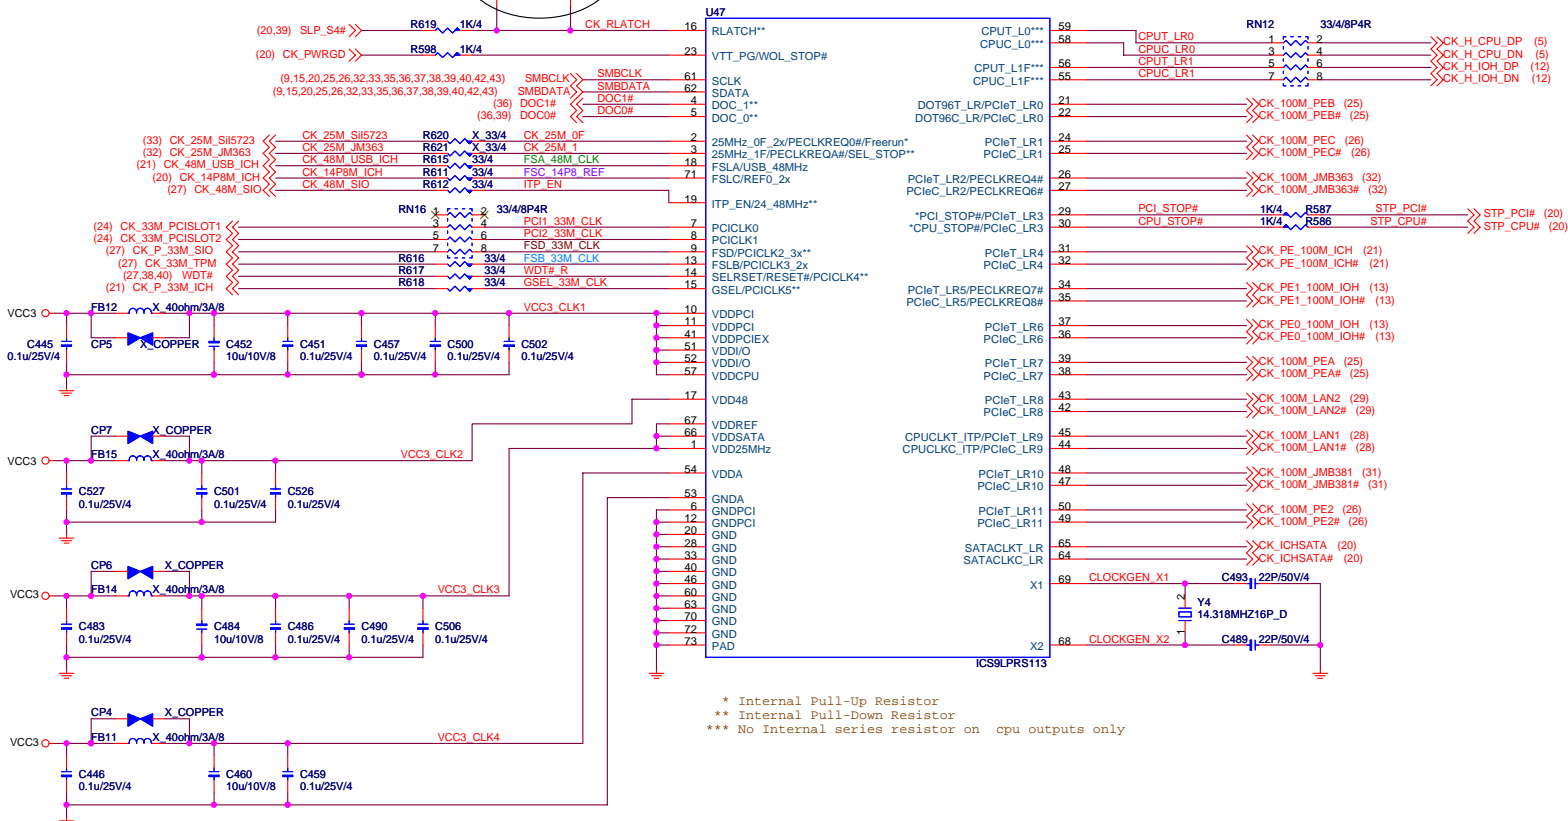 U47
(20,39) SLP_S4# R619 1K/4 CK_RLATCH 16 RLATCH**
(20) CK_PWRGD R598 1K/4 23 VTT_PG/WOL_STOP#
(9,15,20,25,26,32,33,35,36,37,38,39,40,42,43) SMBCLK SMBCLK 61 SCLK
(9,15,20,25,26,32,33,35,36,37,38,39,40,42,43) SMBDATA SMBDATA 62 SDATA
(36) DOC1# DOC1# 4 DOC_1**
(36,39) DOC0# DOC0# 5 DOC_0**
(33) CK_25M_SiI5723 CK_25M_SiI5723 R620 X_33/4 CK_25M_0F 2 25MHz_0F_2x/PECLKREQ0#/Freerun*
(32) CK_25M_JM363 CK_25M_JM363 R621 X_33/4 CK_25M_1 3 25MHz_1F/PECLKREQA#/SEL_STOP**
(21) CK_48M_USB_ICH CK_48M_USB_ICH R615 33/4 FSA_48M_CLK 18 FSLA/USB_48MHz
(20) CK_14P8M_ICH CK_14P8M_ICH R611 33/4 FSC_14P8_REF 71 FSLC/REF0_2x
(27) CK_48M_SIO CK_48M_SIO R612 33/4 ITP_EN 19 ITP_EN/24_48MHz**
RN16 33/4/8P4R
1 2
(24) CK_33M_PCISLOT1 3 4 PCI1_33M_CLK 7 PCICLK0
(24) CK_33M_PCISLOT2 5 6 PCI2_33M_CLK 8 PCICLK1
(27) CK_P_33M_SIO 7 8 FSD_33M_CLK 9 FSD/PCICLK2_3x**
(27) CK_33M_TPM R616 33/4 FSB_33M_CLK 13 FSLB/PCICLK3_2x
(27,38,40) WDT# R617 33/4 WDT#_R 14 SELRSET/RESET#/PCICLK4**
(21) CK_P_33M_ICH R618 33/4 GSEL_33M_CLK 15 GSEL/PCICLK5**
VCC3 FB12 X_40ohm/3A/8 VCC3_CLK1
CP5 X_COPPER
C445 0.1u/25V/4
C452 10u/10V/8
C451 0.1u/25V/4
C457 0.1u/25V/4
C500 0.1u/25V/4
C502 0.1u/25V/4
10 VDDPCI
11 VDDPCI
41 VDDPCIEX
51 VDDI/O
52 VDDI/O
57 VDDCPU
17 VDD48
67 VDDREF
66 VDDSATA
1 VDD25MHz
54 VDDA
53 GNDA
6 GNDPCI
12 GNDPCI
20 GND
28 GND
33 GND
40 GND
46 GND
60 GND
63 GND
70 GND
72 GND
73 PAD
CP7 X_COPPER
VCC3 FB15 X_40ohm/3A/8 VCC3_CLK2
C527 0.1u/25V/4
C501 0.1u/25V/4
C526 0.1u/25V/4
CP6 X_COPPER
VCC3 FB14 X_40ohm/3A/8 VCC3_CLK3
C483 0.1u/25V/4
C484 10u/10V/8
C486 0.1u/25V/4
C490 0.1u/25V/4
C506 0.1u/25V/4
CP4 X_COPPER
VCC3 FB11 X_40ohm/3A/8 VCC3_CLK4
C446 0.1u/25V/4
C460 10u/10V/8
C459 0.1u/25V/4
RN12 33/4/8P4R
CPUT_L0*** 59 CPUT_LR0 1 2 CK_H_CPU_DP (5)
CPUC_L0*** 58 CPUC_LR0 3 4 CK_H_CPU_DN (5)
CPUT_L1F*** 56 CPUT_LR1 5 6 CK_H_IOH_DP (12)
CPUC_L1F*** 55 CPUC_LR1 7 8 CK_H_IOH_DN (12)
DOT96T_LR/PCIeT_LR0 21 CK_100M_PEB (25)
DOT96C_LR/PCIeC_LR0 22 CK_100M_PEB# (25)
PCIeT_LR1 24 CK_100M_PEC (26)
PCIeC_LR1 25 CK_100M_PEC# (26)
PCIeT_LR2/PECLKREQ4# 26 CK_100M_JMB363 (32)
PCIeC_LR2/PECLKREQ6# 27 CK_100M_JMB363# (32)
*PCI_STOP#/PCIeT_LR3 29 PCI_STOP# 1K/4 R587 STP_PCI# STP_PCI# (20)
*CPU_STOP#/PCIeC_LR3 30 CPU_STOP# 1K/4 R586 STP_CPU# STP_CPU# (20)
PCIeT_LR4 31 CK_PE_100M_ICH (21)
PCIeC_LR4 32 CK_PE_100M_ICH# (21)
PCIeT_LR5/PECLKREQ7# 34 CK_PE1_100M_IOH (13)
PCIeC_LR5/PECLKREQ8# 35 CK_PE1_100M_IOH# (13)
PCIeT_LR6 37 CK_PE0_100M_IOH (13)
PCIeC_LR6 36 CK_PE0_100M_IOH# (13)
PCIeT_LR7 39 CK_100M_PEA (25)
PCIeC_LR7 38 CK_100M_PEA# (25)
PCIeT_LR8 43 CK_100M_LAN2 (29)
PCIeC_LR8 42 CK_100M_LAN2# (29)
CPUCLKT_ITP/PCIeT_LR9 45 CK_100M_LAN1 (28)
CPUCLKC_ITP/PCIeC_LR9 44 CK_100M_LAN1# (28)
PCIeT_LR10 48 CK_100M_JMB381 (31)
PCIeC_LR10 47 CK_100M_JMB381# (31)
PCIeT_LR11 50 CK_100M_PE2 (26)
PCIeC_LR11 49 CK_100M_PE2# (26)
SATACLKT_LR 65 CK_ICHSATA (20)
SATACLKC_LR 64 CK_ICHSATA# (20)
X1 69 CLOCKGEN_X1 C493 22P/50V/4
2 Y4
14.318MHZ16P_D
1
X2 68 CLOCKGEN_X2 C489 22P/50V/4
ICS9LPRS113
* Internal Pull-Up Resistor
** Internal Pull-Down Resistor
*** No Internal series resistor on cpu outputs only